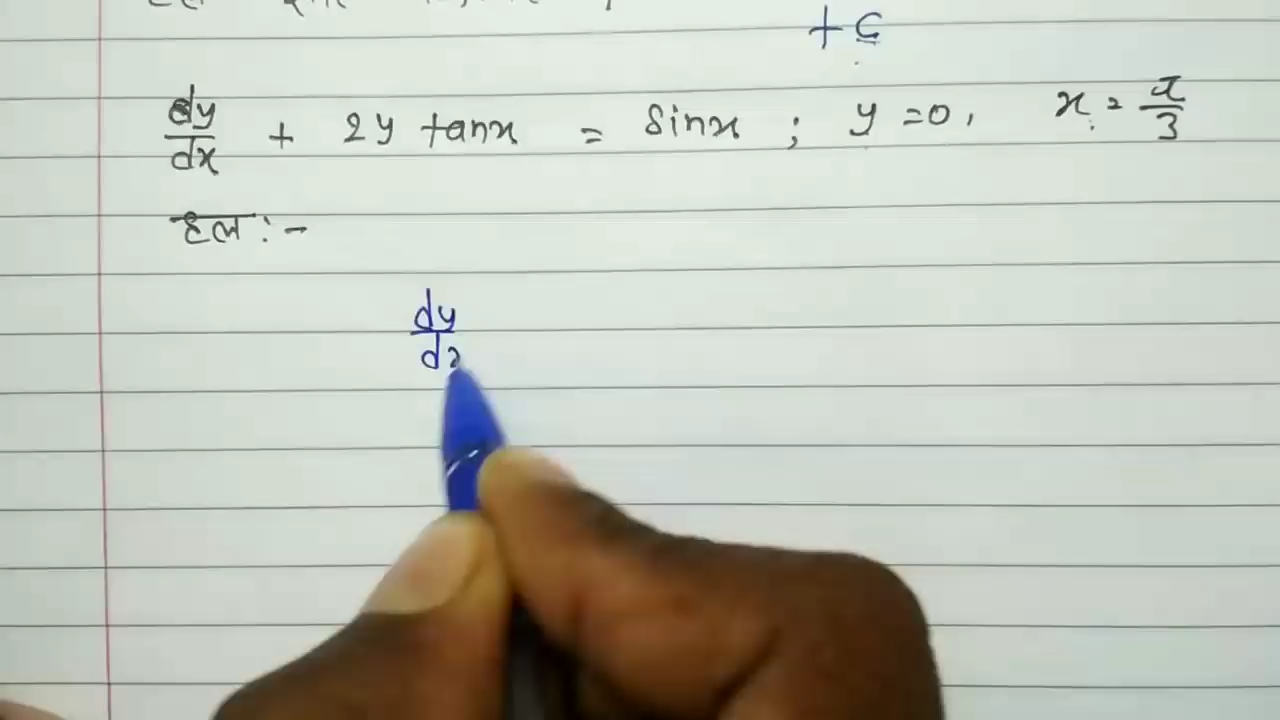 + c
dy/dx + 2y tanx = Sinx ; y =0, x = π/3
हल :-
dy/dx